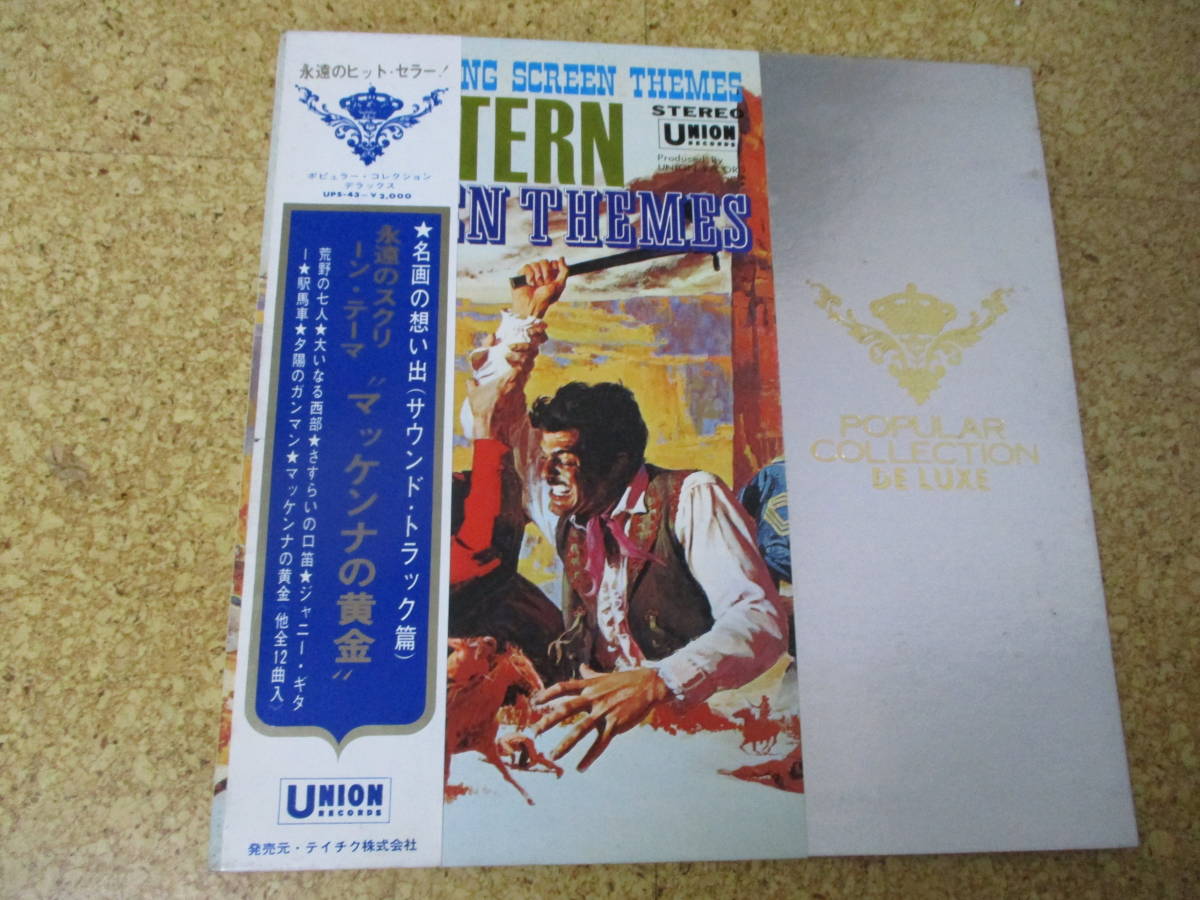 永遠のヒット・セラー!
ポピュラー・コレクション
デラックス
UPS-43-¥2,000
★名画の想い出(サウンド・トラック篇)
永遠のスクリ
ーン・テーマ
"マッケンナの黄金"
荒野の七人★大いなる西部★さすらいの口笛★ジャニー・ギタ
ー★駅馬車★夕陽のガンマン★マッケンナの黄金(他全12曲入)
UNION
RECORDS
発売元・テイチク株式会社
NG SCREEN THEMES
STEREO
TERN
UNION
RECORDS
Produced by
EN THEMES
POPULAR
COLLECTION
DE LUXE